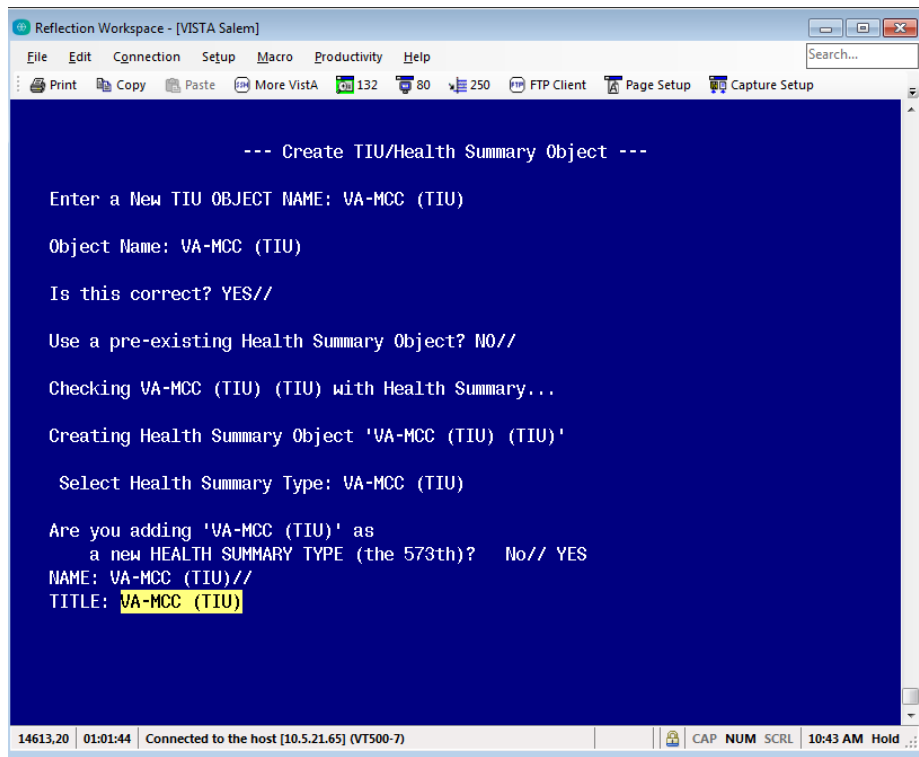 Reflection Workspace - [VISTA Salem]
File Edit Connection Setup Macro Productivity Help Search...
Print Copy Paste More VistA 132 80 250 FTP Client Page Setup Capture Setup
--- Create TIU/Health Summary Object ---
Enter a New TIU OBJECT NAME: VA-MCC (TIU)
Object Name: VA-MCC (TIU)
Is this correct? YES//
Use a pre-existing Health Summary Object? NO//
Checking VA-MCC (TIU) (TIU) with Health Summary...
Creating Health Summary Object 'VA-MCC (TIU) (TIU)'
Select Health Summary Type: VA-MCC (TIU)
Are you adding 'VA-MCC (TIU)' as
a new HEALTH SUMMARY TYPE (the 573th)? No// YES
NAME: VA-MCC (TIU)//
TITLE: VA-MCC (TIU)
14613,20 01:01:44 Connected to the host [10.5.21.65] (VT500-7) CAP NUM SCRL 10:43 AM Hold